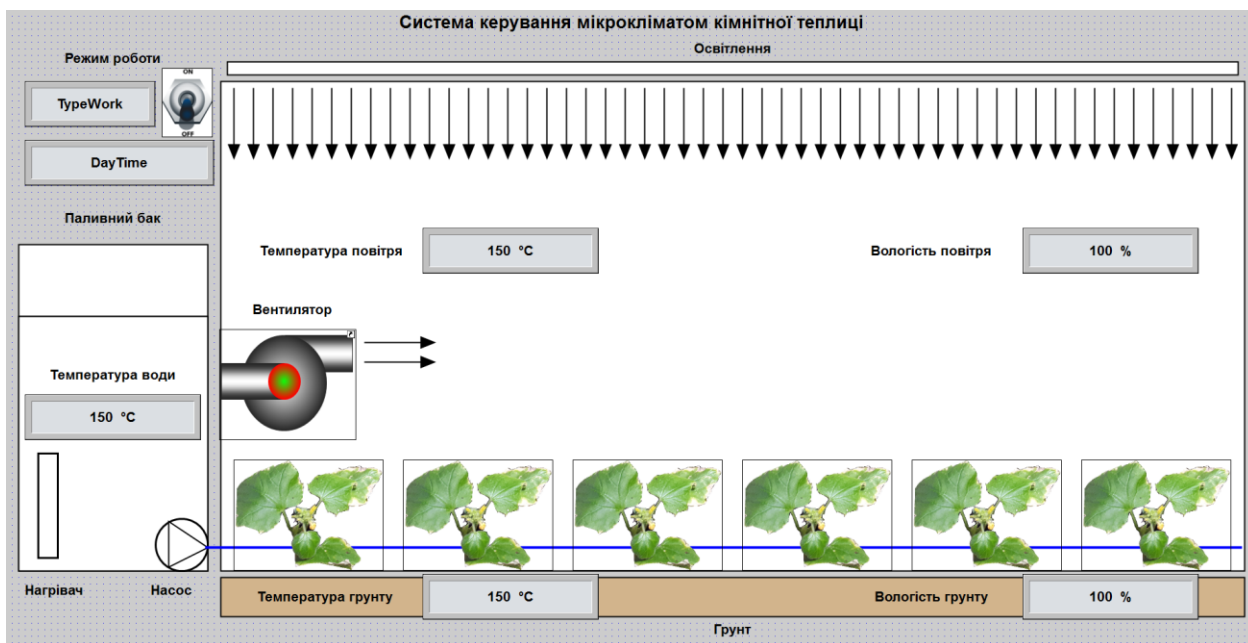 Система керування мікрокліматом кімнітної теплиці
Освітлення
Режим роботи
ON
TypeWork
OFF
DayTime
Паливний бак
Температура повітря
150 °C
Вологість повітря
100 %
Вентилятор
Температура води
150 °C
Нагрівач
Насос
Температура грунту
150 °C
Вологість грунту
100 %
Грунт